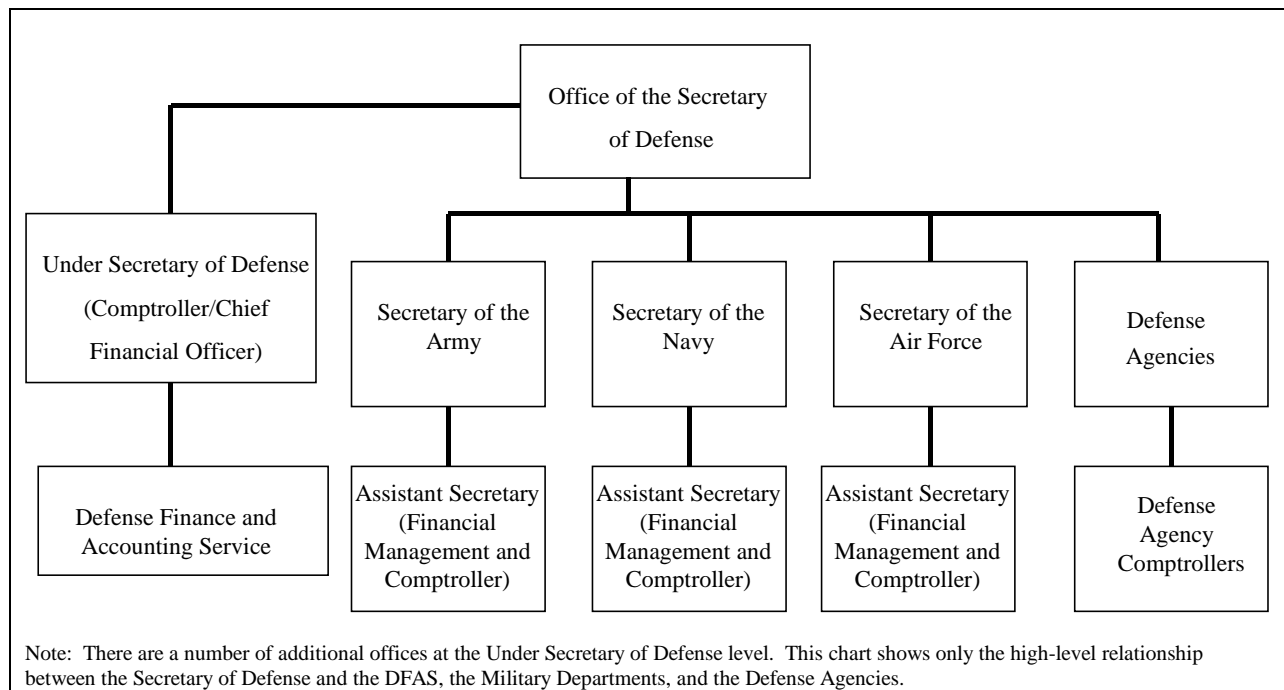 Office of the Secretary
of Defense
Under Secretary of Defense
(Comptroller/Chief
Financial Officer)
Secretary of the
Army
Secretary of the
Navy
Secretary of the
Air Force
Defense
Agencies
Defense Finance and
Accounting Service
Assistant Secretary
(Financial
Management and
Comptroller)
Assistant Secretary
(Financial
Management and
Comptroller)
Assistant Secretary
(Financial
Management and
Comptroller)
Defense
Agency
Comptrollers
Note:  There are a number of additional offices at the Under Secretary of Defense level.  This chart shows only the high-level relationship
between the Secretary of Defense and the DFAS, the Military Departments, and the Defense Agencies.